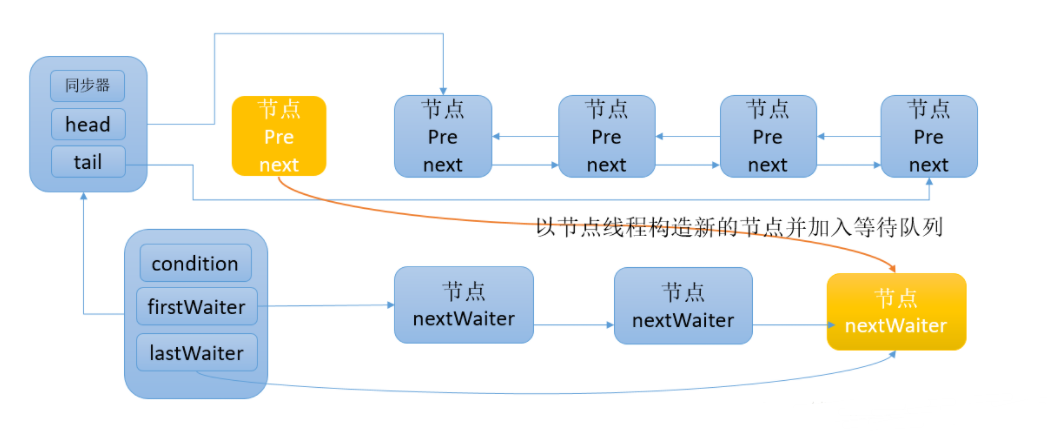 同步器
head
tail
节点
Pre
next
节点
Pre
next
节点
Pre
next
节点
Pre
next
节点
Pre
next
以节点线程构造新的节点并加入等待队列
condition
firstWaiter
lastWaiter
节点
nextWaiter
节点
nextWaiter
节点
nextWaiter